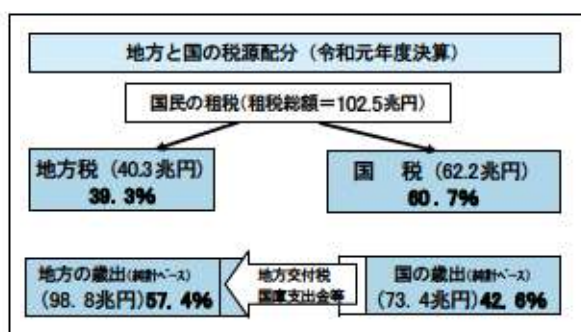 地方と国の税源配分（令和元年度決算）
国民の租税(租税総額＝102.5兆円)
地方税（40.3兆円）
39.3%
国　税（62.2兆円）
60.7%
地方の歳出(純計ﾍﾞｰｽ)
(98.8兆円)57.4%
地方交付税
国庫支出金等
国の歳出(純計ﾍﾞｰｽ)
(73.4兆円)42.6%